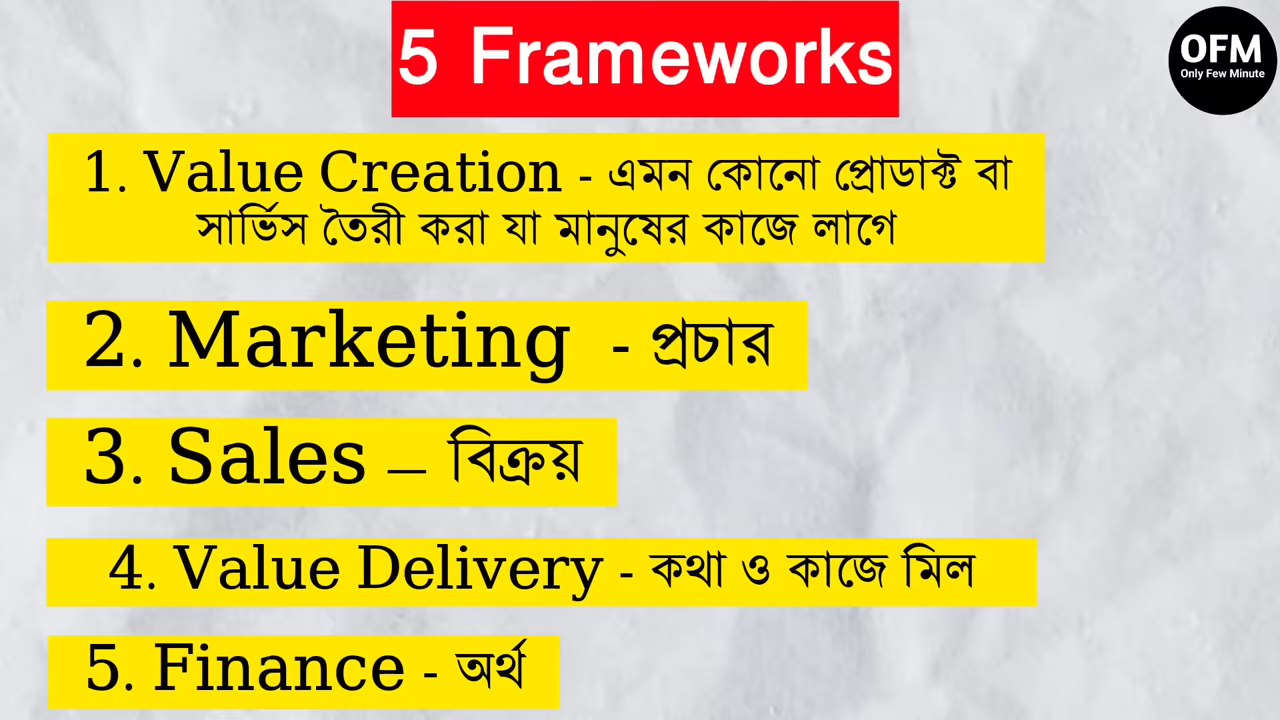 5 Frameworks
OFM
Only Few Minute
1. Value Creation - এমন কোনো প্রোডাক্ট বা
সার্ভিস তৈরী করা যা মানুষের কাজে লাগে
2. Marketing - প্রচার
3. Sales – বিক্রয়
4. Value Delivery - কথা ও কাজে মিল
5. Finance - অর্থ